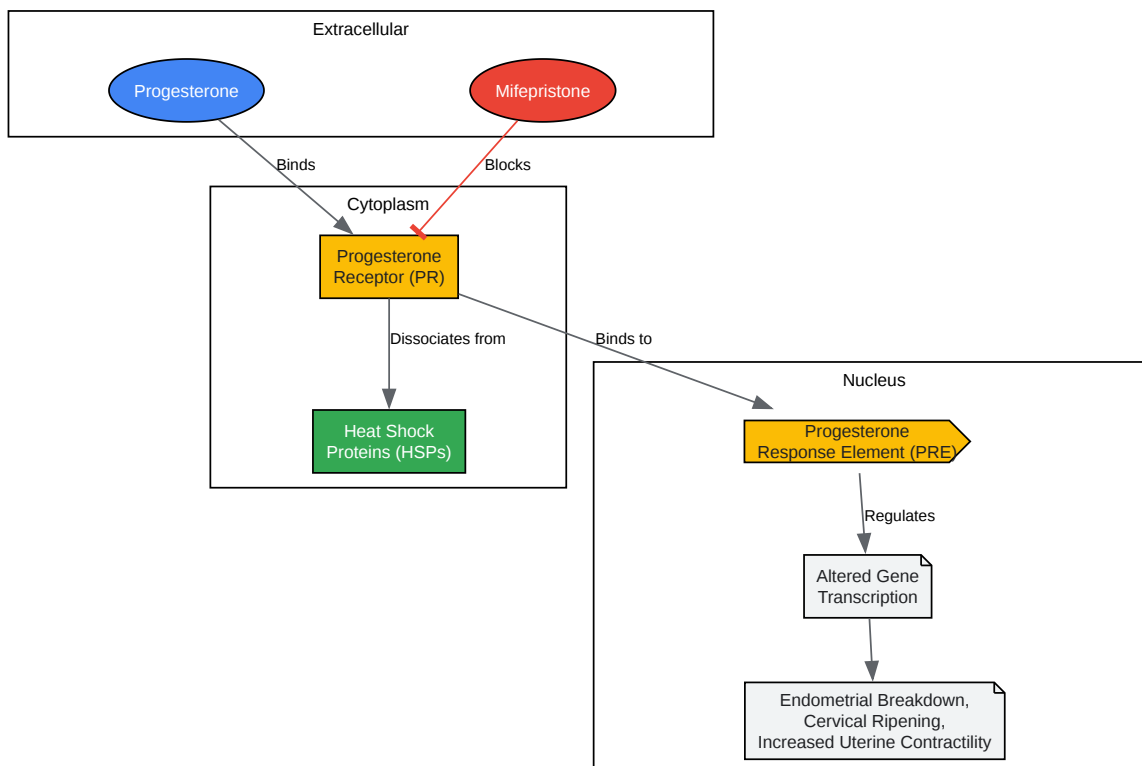 Extracellular
Progesterone
Mifepristone
Binds
Blocks
Cytoplasm
Progesterone
Receptor (PR)
Dissociates from
Binds to
Heat Shock
Proteins (HSPs)
Nucleus
Progesterone
Response Element (PRE)
Regulates
Altered Gene
Transcription
Endometrial Breakdown,
Cervical Ripening,
Increased Uterine Contractility